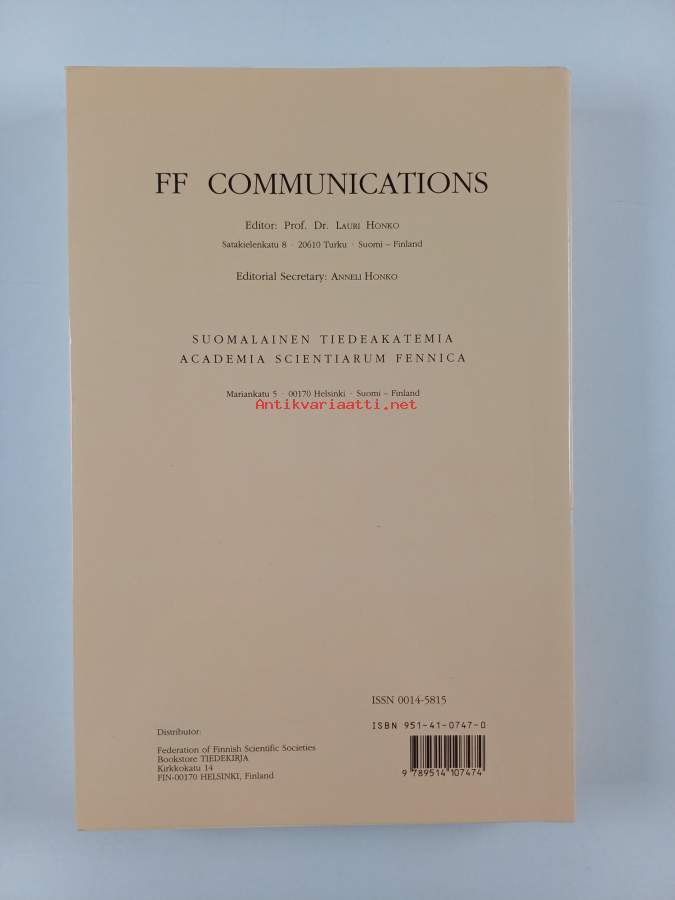 FF COMMUNICATIONS
Editor: Prof. Dr. LAURI HONKO
Satakielenkatu 8 · 20610 Turku · Suomi – Finland
Editorial Secretary: ANNELI HONKO
SUOMALAINEN TIEDEAKATEMIA
ACADEMIA SCIENTIARUM FENNICA
Mariankatu 5 · 00170 Helsinki · Suomi – Finland
Antikvariaatti.net
ISSN 0014-5815
ISBN 951-41-0747-0
9 789514 107474
Distributor:
Federation of Finnish Scientific Societies
Bookstore TIEDEKIRJA
Kirkkokatu 14
FIN-00170 HELSINKI, Finland